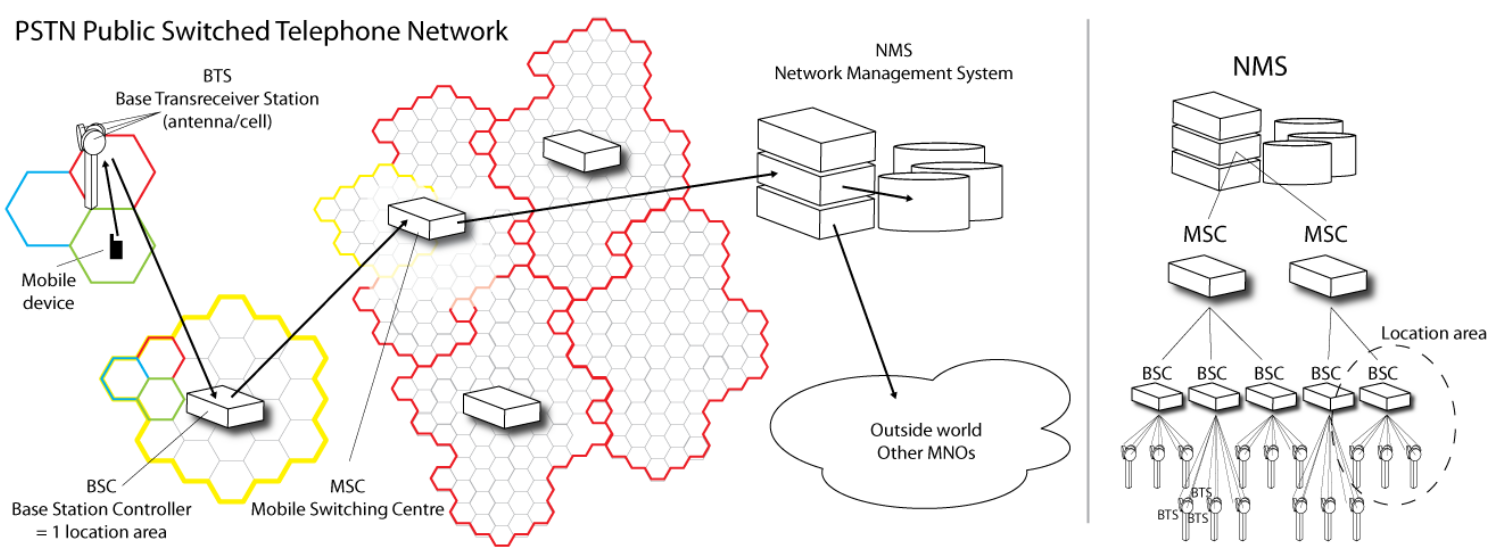 PSTN Public Switched Telephone Network
BTS
Base Transreceiver Station
(antenna/cell)
Mobile
device
BSC
Base Station Controller
= 1 location area
MSC
Mobile Switching Centre
NMS
Network Management System
Outside world
Other MNOs
NMS
MSC
MSC
Location area
BSC
BSC
BSC
BSC
BSC
BTS
BTS
BTS